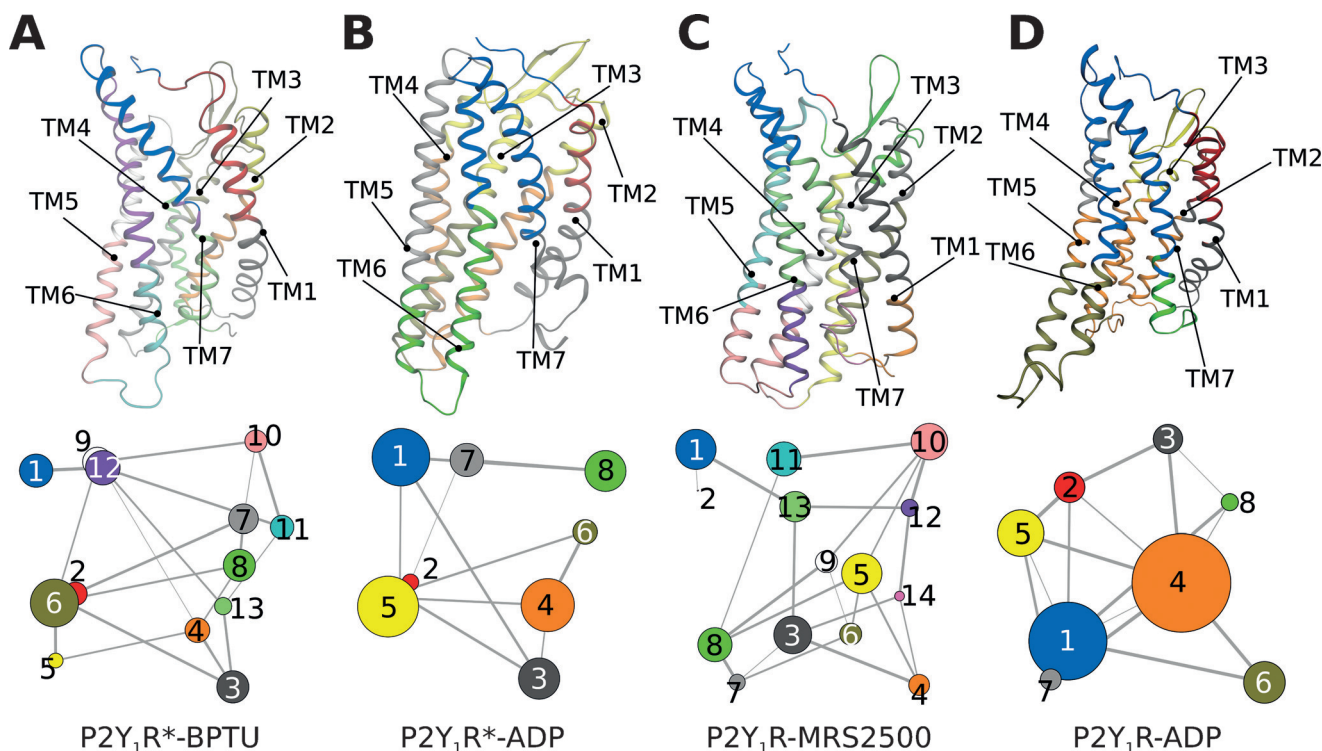 A
TM3
TM4
TM2
TM5
TM6
TM1
TM7
B
TM3
TM4
TM2
TM5
TM6
TM1
TM7
C
TM3
TM4
TM2
TM5
TM1
TM6
TM7
D
TM3
TM4
TM2
TM5
TM6
TM1
TM7
9
10
1
12
7
11
8
2
6
13
4
5
3
P2Y₁R*-BPTU
1
7
8
6
2
5
4
3
P2Y₁R*-ADP
1
10
11
2
13
12
9
5
14
3
6
8
7
4
P2Y₁R-MRS2500
3
2
8
5
4
1
7
6
P2Y₁R-ADP